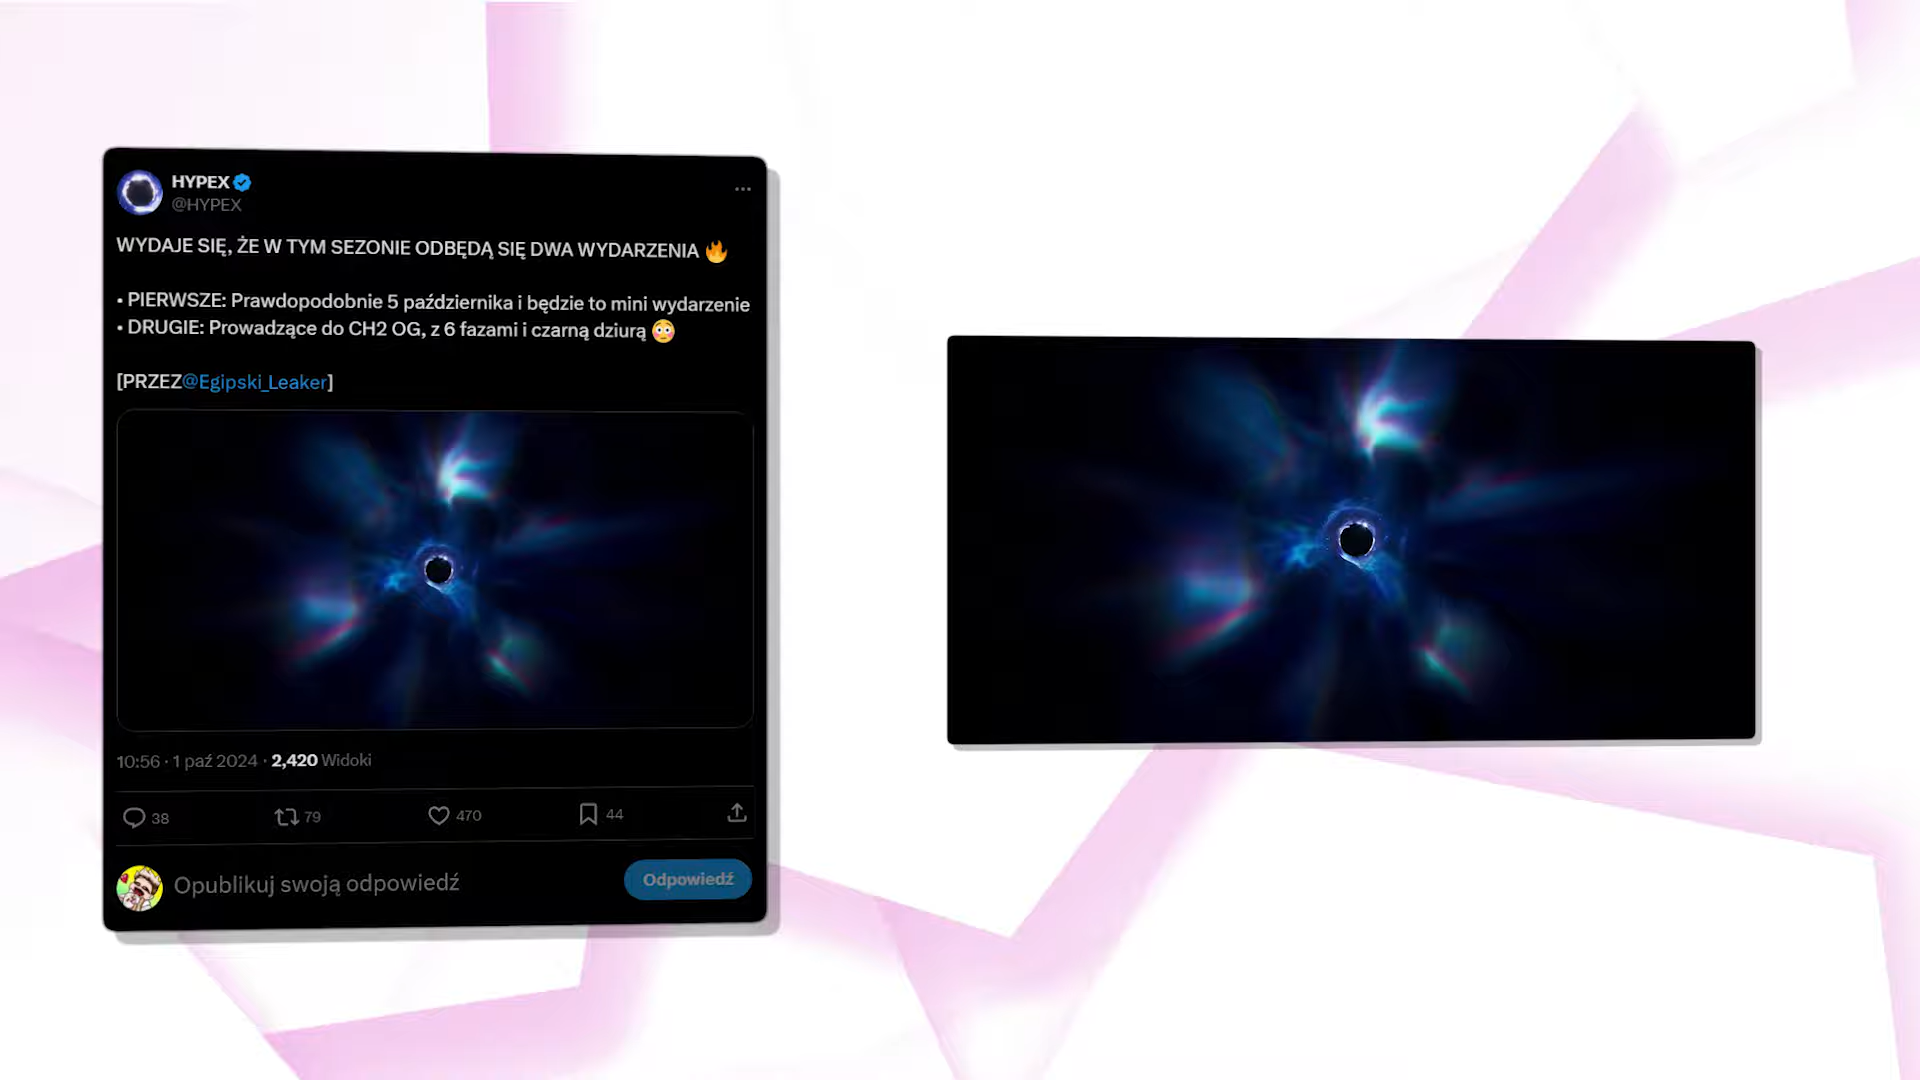 HYPEX
@HYPEX
WYDAJE SIĘ, ŻE W TYM SEZONIE ODBĘDĄ SIĘ DWA WYDARZENIA 🔥
• PIERWSZE: Prawdopodobnie 5 października i będzie to mini wydarzenie
• DRUGIE: Prowadzące do CH2 OG, z 6 fazami i czarną dziurą 😳
[PRZEZ@Egipski_Leaker]
10:56 · 1 paź 2024 · 2,420 Widoki
38 79 470 44
Opublikuj swoją odpowiedź
Odpowiedź